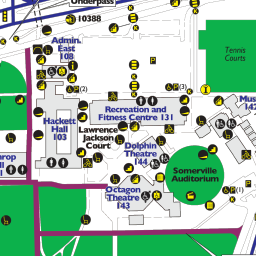 Underpass
10388
Admin.
East
108
Tennis
Courts
(3)
(2)
Recreation and
Fitness Centre 131
Mus
142
Hackett
Hall
103
Lawrence
Jackson
Court
Dolphin
Theatre
144
Somerville
Auditorium
(1)
Octagon
Theatre
143